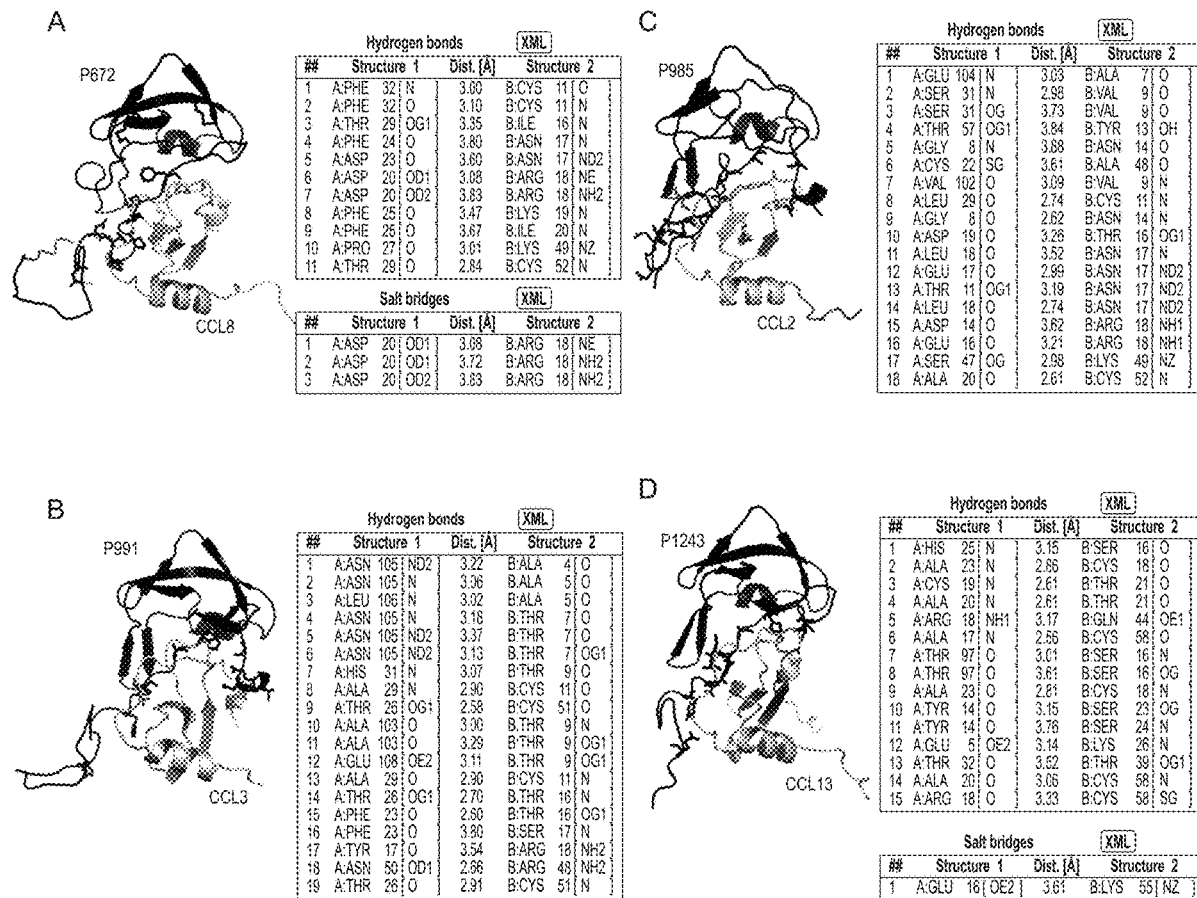 A
P672
CCL8
Hydrogen bonds XML
## Structure 1 Dist. [Å] Structure 2
1 A:PHE 32[ N ] 3.00 B:CYS 11[ O ]
2 A:PHE 32[ O ] 3.10 B:CYS 11[ N ]
3 A:THR 29[ OG1 ] 3.35 B:ILE 16[ N ]
4 A:PHE 24[ O ] 3.80 B:ASN 17[ N ]
5 A:ASP 23[ O ] 3.60 B:ASN 17[ ND2 ]
6 A:ASP 20[ OD1 ] 3.08 B:ARG 18[ NE ]
7 A:ASP 20[ OD2 ] 3.83 B:ARG 18[ NH2 ]
8 A:PHE 25[ O ] 3.47 B:LYS 19[ N ]
9 A:PHE 26[ O ] 3.67 B:ILE 20[ N ]
10 A:PRO 27[ O ] 3.01 B:LYS 49[ NZ ]
11 A:THR 29[ O ] 2.84 B:CYS 52[ N ]
Salt bridges XML
## Structure 1 Dist. [Å] Structure 2
1 A:ASP 20[ OD1 ] 3.08 B:ARG 18[ NE ]
2 A:ASP 20[ OD1 ] 3.72 B:ARG 18[ NH2 ]
3 A:ASP 20[ OD2 ] 3.83 B:ARG 18[ NH2 ]
C
P985
CCL2
Hydrogen bonds XML
## Structure 1 Dist. [Å] Structure 2
1 A:GLU 104[ N ] 3.03 B:ALA 7[ O ]
2 A:SER 31[ N ] 2.98 B:VAL 9[ O ]
3 A:SER 31[ OG ] 3.73 B:VAL 9[ O ]
4 A:THR 57[ OG1 ] 3.84 B:TYR 13[ OH ]
5 A:GLY 8[ N ] 3.68 B:ASN 14[ O ]
6 A:CYS 22[ SG ] 3.61 B:ALA 48[ O ]
7 A:VAL 102[ O ] 3.09 B:VAL 9[ N ]
8 A:LEU 29[ O ] 2.74 B:CYS 11[ N ]
9 A:GLY 8[ O ] 2.62 B:ASN 14[ N ]
10 A:ASP 19[ O ] 3.26 B:THR 16[ OG1 ]
11 A:LEU 18[ O ] 3.52 B:ASN 17[ N ]
12 A:GLU 17[ O ] 2.99 B:ASN 17[ ND2 ]
13 A:THR 11[ OG1 ] 3.19 B:ASN 17[ ND2 ]
14 A:LEU 18[ O ] 2.74 B:ASN 17[ ND2 ]
15 A:ASP 14[ O ] 3.62 B:ARG 18[ NH1 ]
16 A:GLU 16[ O ] 3.21 B:ARG 18[ NH1 ]
17 A:SER 47[ OG ] 2.98 B:LYS 49[ NZ ]
18 A:ALA 20[ O ] 2.61 B:CYS 52[ N ]
B
P991
CCL3
Hydrogen bonds XML
## Structure 1 Dist. [Å] Structure 2
1 A:ASN 105[ ND2 ] 3.22 B:ALA 4[ O ]
2 A:ASN 105[ N ] B:ALA 5[ O ]
3 A:LEU 106[ N ] 3.02 B:ALA 5[ O ]
4 A:ASN 105[ N ] 3.18 B:THR 7[ O ]
5 A:ASN 105[ ND2 ] 3.37 B:THR 7[ O ]
6 A:ASN 105[ ND2 ] 3.13 B:THR 7[ OG1 ]
7 A:HIS 31[ N ] 3.07 B:THR 9[ O ]
8 A:ALA 29[ N ] 2.90 B:CYS 11[ O ]
9 A:THR 26[ OG1 ] 2.58 B:CYS 51[ O ]
10 A:ALA 103[ O ] B:THR 9[ N ]
11 A:ALA 103[ O ] 3.29 B:THR 9[ OG1 ]
12 A:GLU 108[ OE2 ] 3.11 B:THR 9[ OG1 ]
13 A:ALA 29[ O ] 2.90 B:CYS 11[ N ]
14 A:THR 26[ OG1 ] 2.70 B:THR 16[ N ]
15 A:PHE 23[ O ] 2.60 B:THR 16[ OG1 ]
16 A:PHE 23[ O ] B:SER 17[ N ]
17 A:TYR 17[ O ] 3.54 B:ARG 18[ NH2 ]
18 A:ASN 50[ OD1 ] B:ARG 48[ NH2 ]
19 A:THR 26[ O ] 2.91 B:CYS 51[ N ]
D
P1243
CCL13
Hydrogen bonds XML
## Structure 1 Dist. [Å] Structure 2
1 A:HIS 25[ N ] 3.15 B:SER 16[ O ]
2 A:ALA 23[ N ] 2.86 B:CYS 18[ O ]
3 A:CYS 19[ N ] 2.61 B:THR 21[ O ]
4 A:ALA 20[ N ] 2.61 B:THR 21[ O ]
5 A:ARG 18[ NH1 ] 3.17 B:GLN 44[ OE1 ]
6 A:ALA 17[ N ] 2.56 B:CYS 58[ O ]
7 A:THR 97[ O ] 3.01 B:SER 16[ N ]
8 A:THR 97[ O ] 3.61 B:SER 16[ OG ]
9 A:ALA 23[ O ] 2.81 B:CYS 18[ N ]
10 A:TYR 14[ O ] 3.15 B:SER 23[ OG ]
11 A:TYR 14[ O ] 3.76 B:SER 24[ N ]
12 A:GLU 5[ OE2 ] 3.14 B:LYS 26[ N ]
13 A:THR 32[ O ] 3.52 B:THR 39[ OG1 ]
14 A:ALA 20[ O ] 3.06 B:CYS 58[ N ]
15 A:ARG 18[ O ] 3.33 B:CYS 58[ SG ]
Salt bridges XML
## Structure 1 Dist. [Å] Structure 2
1 A:GLU 16[ OE2 ] 3.61 B:LYS 55[ NZ ]